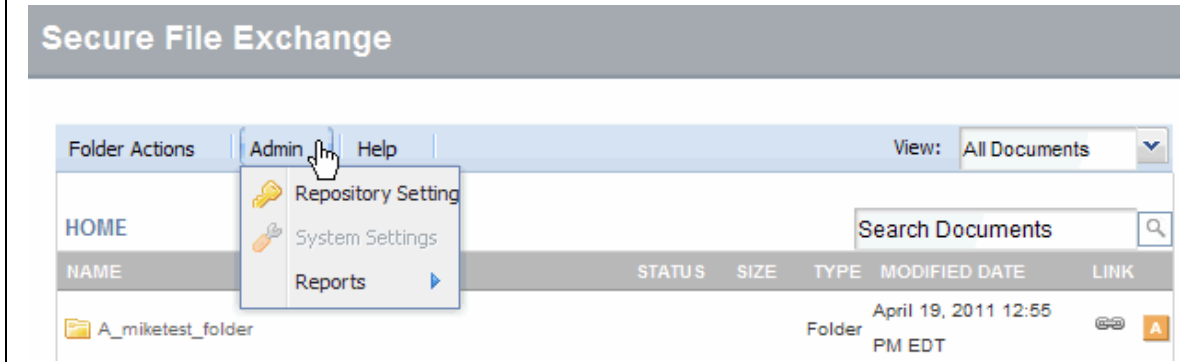 Secure File Exchange
Folder Actions Admin Help View: All Documents
Repository Setting
HOME Search Documents
System Settings
NAME STATUS SIZE TYPE MODIFIED DATE LINK
Reports
A_miketest_folder Folder April 19, 2011 12:55
PM EDT
A